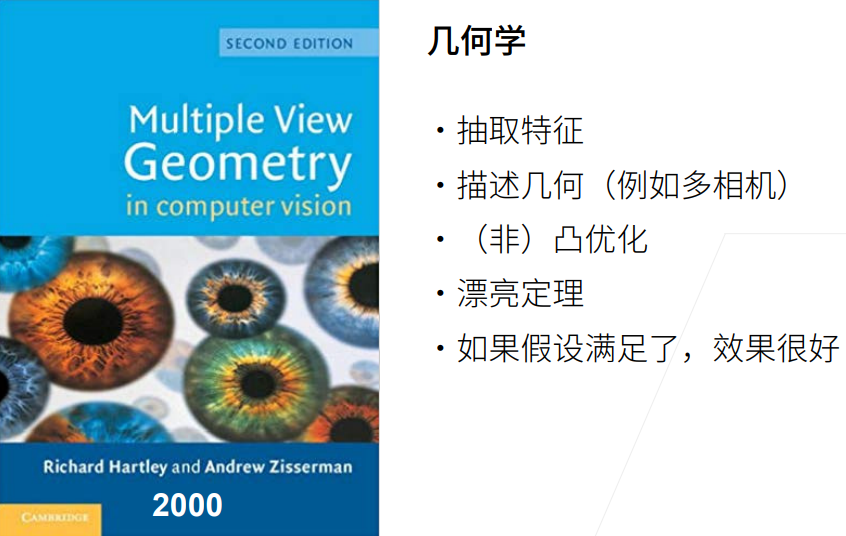 SECOND EDITION
Multiple View
Geometry
in computer vision
Richard Hartley and Andrew Zisserman
2000
CAMBRIDGE
几何学
• 抽取特征
• 描述几何（例如多相机）
• （非）凸优化
• 漂亮定理
• 如果假设满足了，效果很好